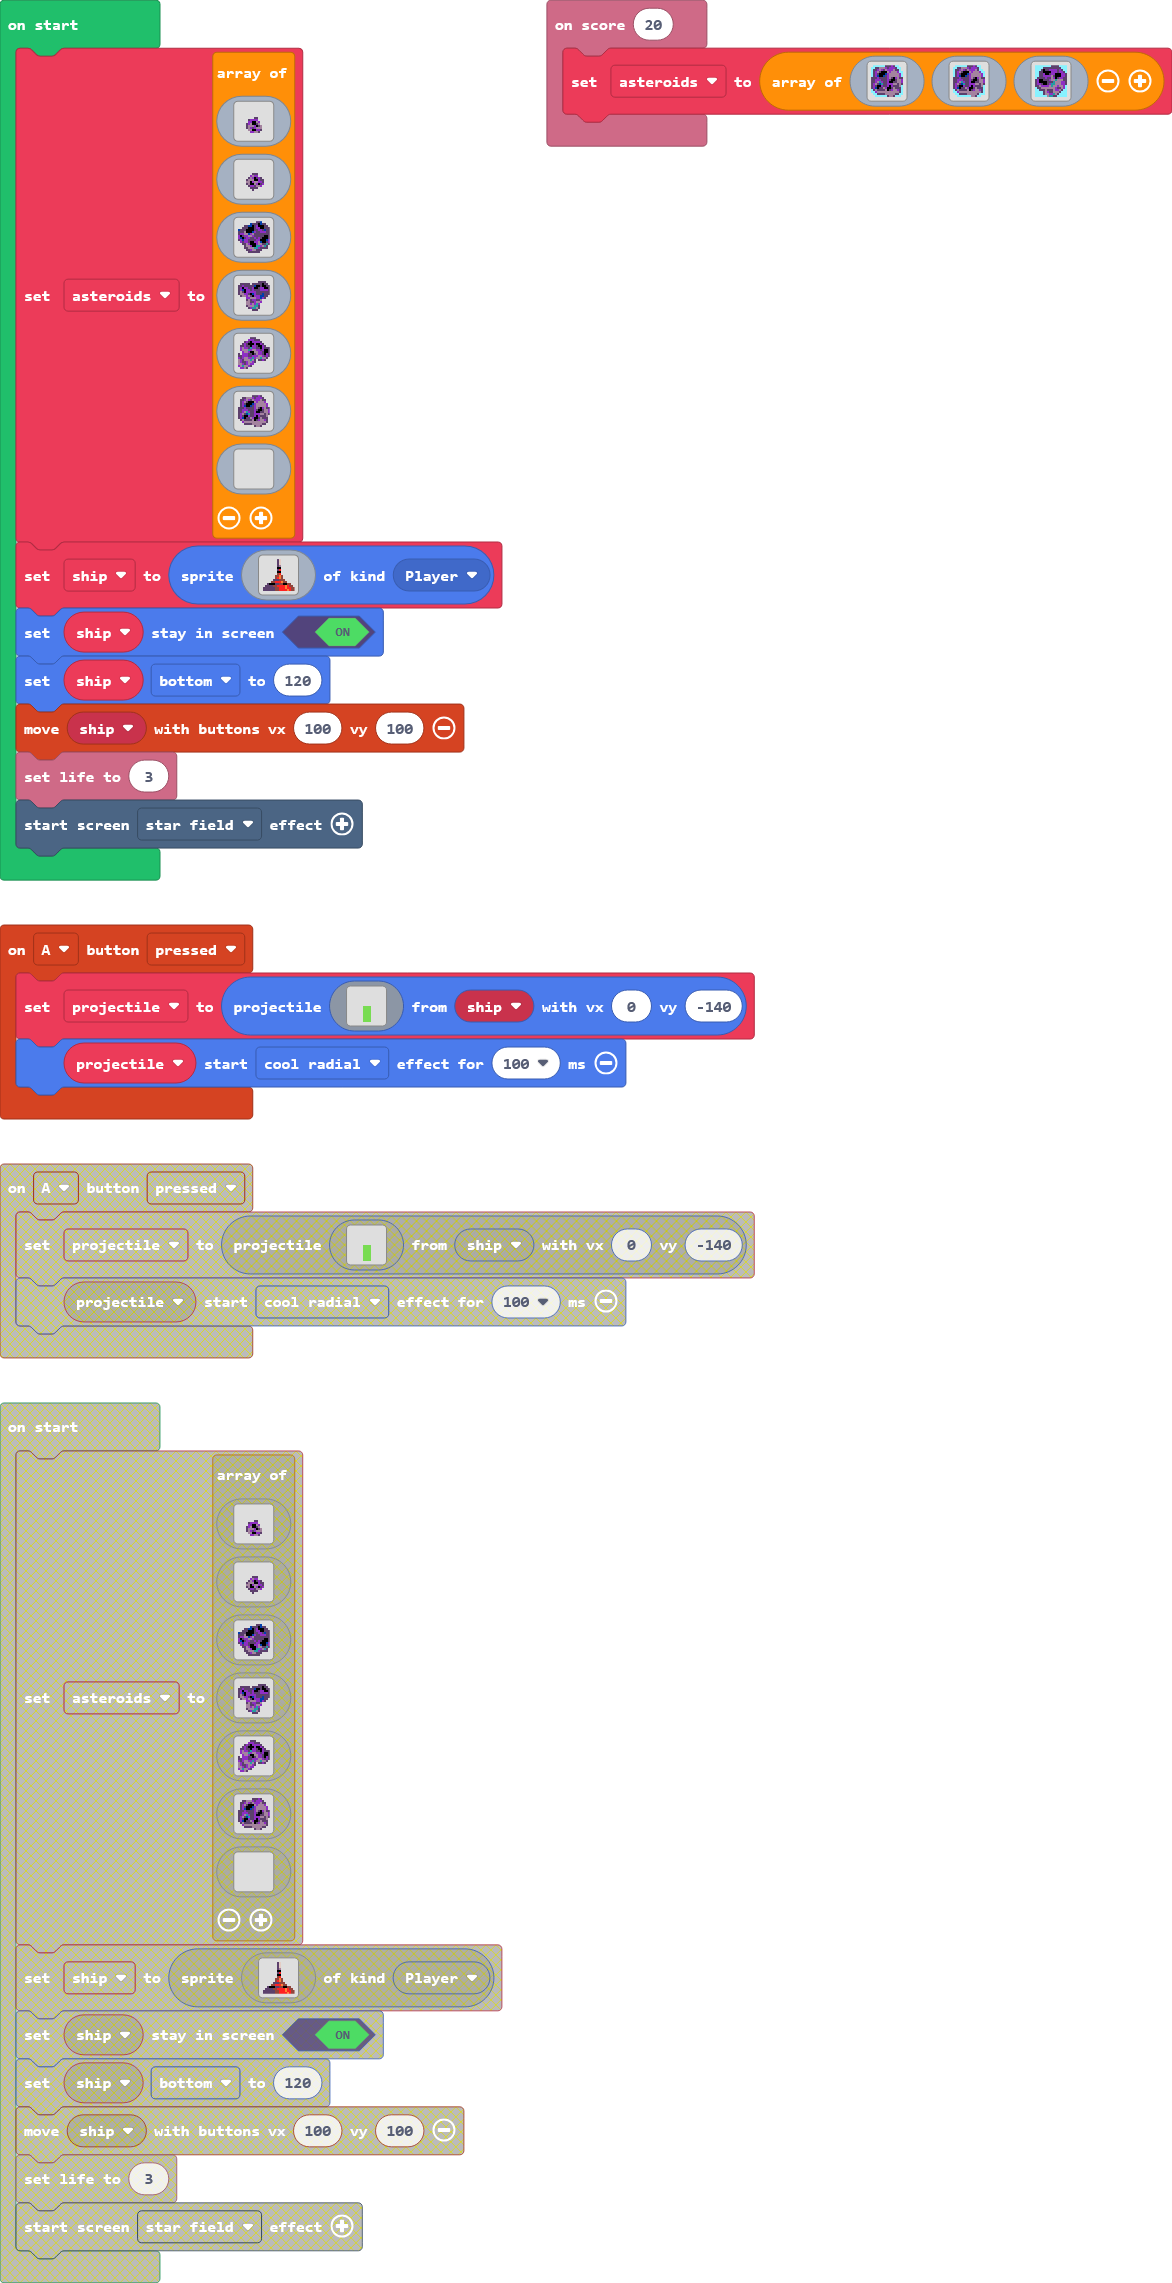 on start
set asteroids to array of
set ship to sprite of kind Player
set ship stay in screen ON
set ship bottom to 120
move ship with buttons vx 100 vy 100
set life to 3
start screen star field effect
on score 20
set asteroids to array of
on A button pressed
set projectile to projectile from ship with vx 0 vy -140
projectile start cool radial effect for 100 ms
on A button pressed
set projectile to projectile from ship with vx 0 vy -140
projectile start cool radial effect for 100 ms
on start
set asteroids to array of
set ship to sprite of kind Player
set ship stay in screen ON
set ship bottom to 120
move ship with buttons vx 100 vy 100
set life to 3
start screen star field effect